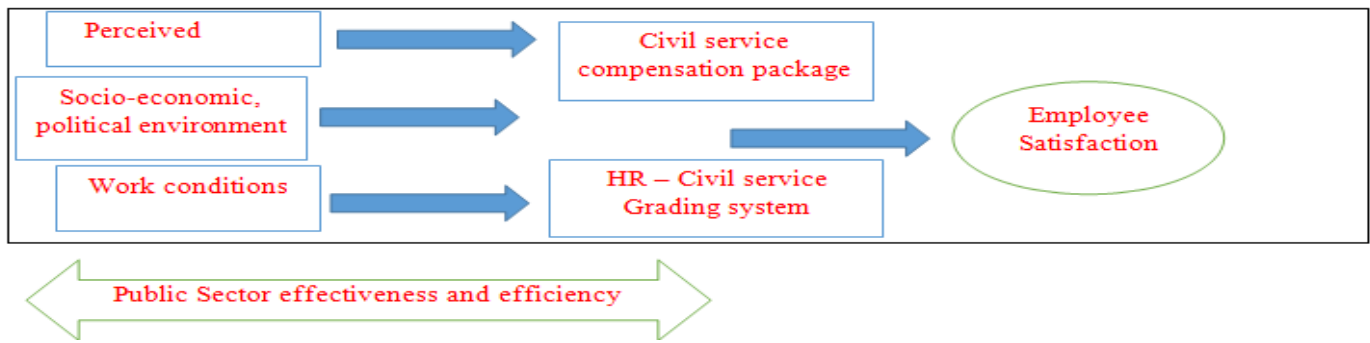 Perceived
Civil service
compensation package
Socio-economic,
political environment
Employee
Satisfaction
Work conditions
HR – Civil service
Grading system
Public Sector effectiveness and efficiency